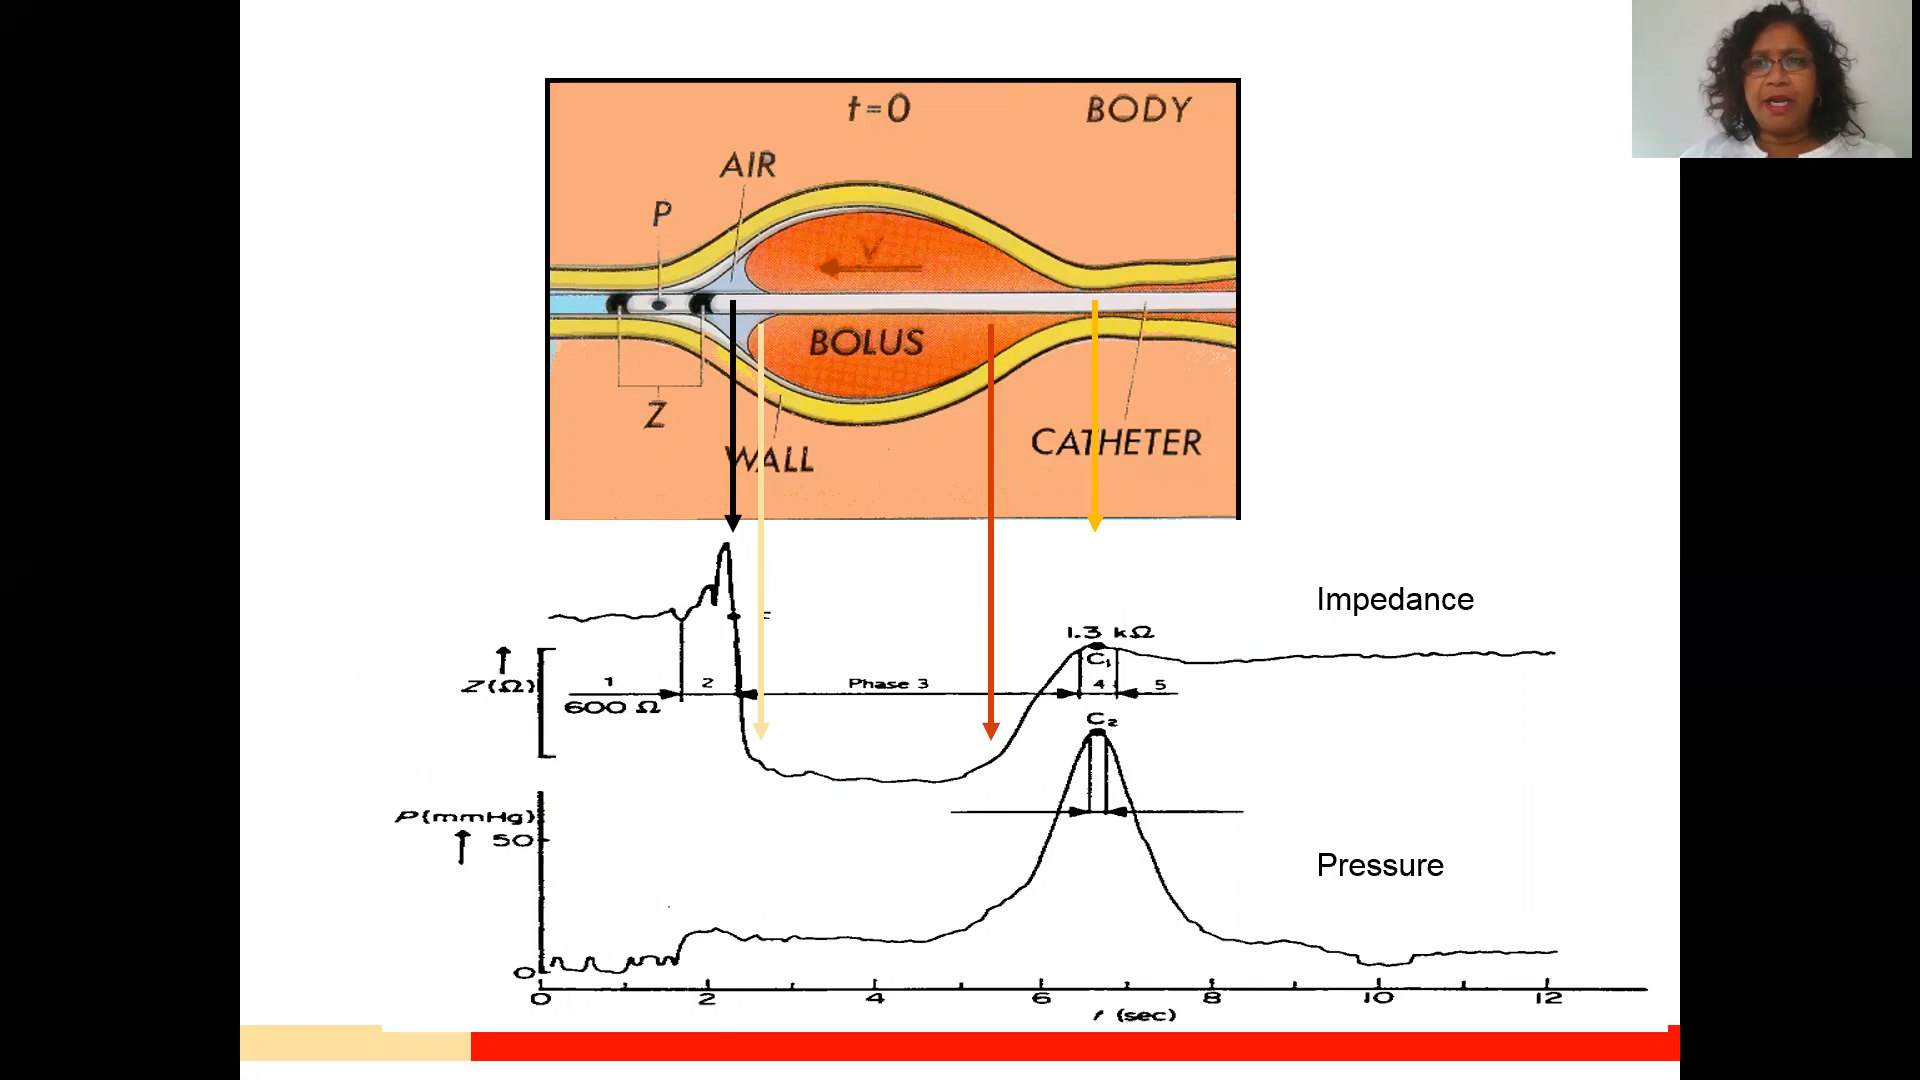 t=0
BODY
AIR
P
V
BOLUS
Z
CATHETER
WALL
Impedance
1.3 kΩ
C₁
Z(Ω)
1
2
Phase 3
4
5
600 Ω
C₂
P(mmHg)
50
Pressure
0
0
2
4
6
8
10
12
t (sec)